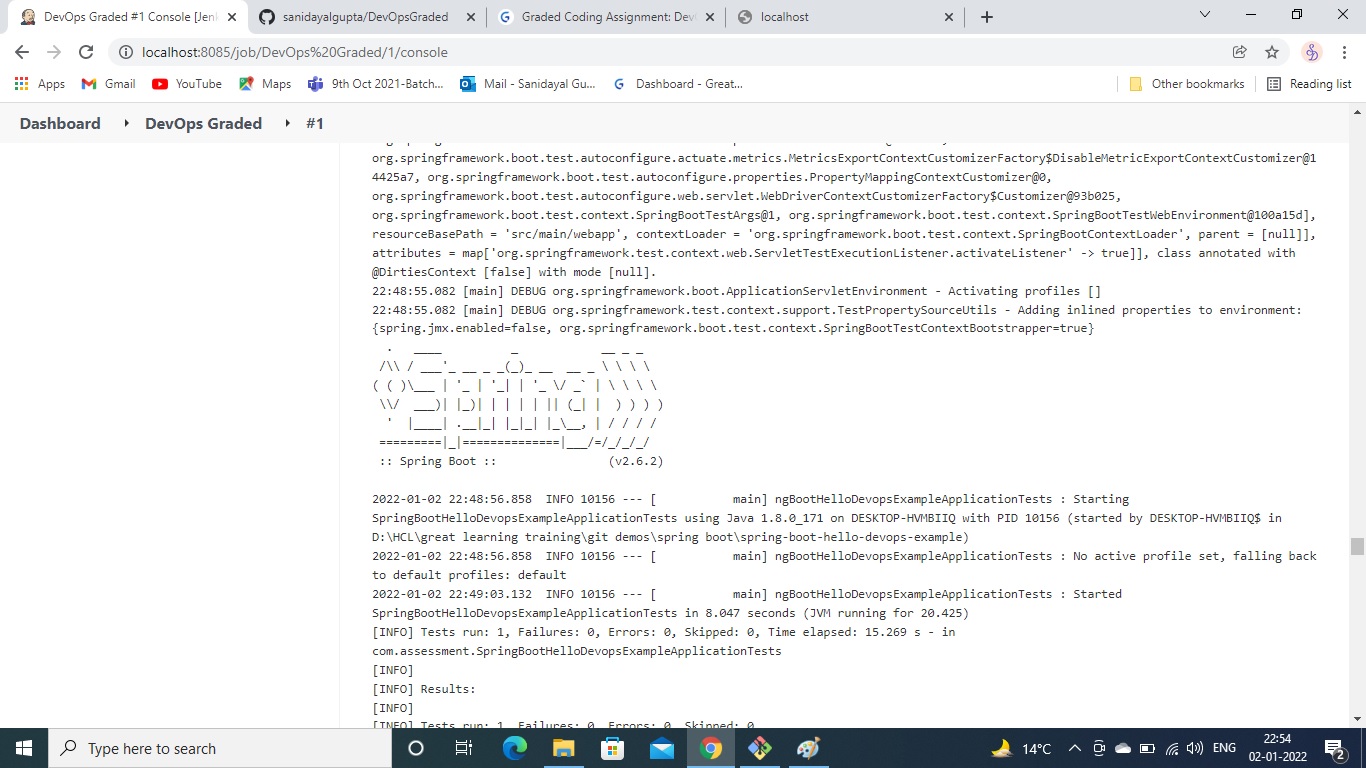 DevOps Graded #1 Console [Jen
sanidayalgupta/DevOpsGraded
Graded Coding Assignment: Dev
localhost
localhost:8085/job/DevOps%20Graded/1/console
Apps
Gmail
YouTube
Maps
9th Oct 2021-Batch...
Mail - Sanidayal Gu...
Dashboard - Great...
Other bookmarks
Reading list
Dashboard
DevOps Graded
#1
org.springframework.boot.test.autoconfigure.actuate.metrics.MetricsExportContextCustomizerFactory$DisableMetricExportContextCustomizer@1
4425a7, org.springframework.boot.test.autoconfigure.properties.PropertyMappingContextCustomizer@0,
org.springframework.boot.test.autoconfigure.web.servlet.WebDriverContextCustomizerFactory$Customizer@93b025,
org.springframework.boot.test.context.SpringBootTestArgs@1, org.springframework.boot.test.context.SpringBootTestWebEnvironment@100a15d],
resourceBasePath = 'src/main/webapp', contextLoader = 'org.springframework.boot.test.context.SpringBootContextLoader', parent = [null]],
attributes = map['org.springframework.test.context.web.ServletTestExecutionListener.activateListener' -> true]], class annotated with
@DirtiesContext [false] with mode [null].
22:48:55.082 [main] DEBUG org.springframework.boot.ApplicationServletEnvironment - Activating profiles []
22:48:55.082 [main] DEBUG org.springframework.test.context.support.TestPropertySourceUtils - Adding inlined properties to environment:
{spring.jmx.enabled=false, org.springframework.boot.test.context.SpringBootTestContextBootstrapper=true}
  .   ____          _            __ _ _
 /\\ / ___'_ __ _ _(_)_ __  __ _ \ \ \ \
( ( )\___ | '_ | '_| | '_ \/ _` | \ \ \ \
 \\/  ___)| |_)| | | | | || (_| |  ) ) ) )
  '  |____| .__|_| |_|_| |_\__, | / / / /
 =========|_|==============|___/=/_/_/_/
 :: Spring Boot ::                (v2.6.2)
2022-01-02 22:48:56.858  INFO 10156 --- [           main] ngBootHelloDevopsExampleApplicationTests : Starting
SpringBootHelloDevopsExampleApplicationTests using Java 1.8.0_171 on DESKTOP-HVMBIIQ with PID 10156 (started by DESKTOP-HVMBIIQ$ in
D:\HCL\great learning training\git demos\spring boot\spring-boot-hello-devops-example)
2022-01-02 22:48:56.858  INFO 10156 --- [           main] ngBootHelloDevopsExampleApplicationTests : No active profile set, falling back
to default profiles: default
2022-01-02 22:49:03.132  INFO 10156 --- [           main] ngBootHelloDevopsExampleApplicationTests : Started
SpringBootHelloDevopsExampleApplicationTests in 8.047 seconds (JVM running for 20.425)
[INFO] Tests run: 1, Failures: 0, Errors: 0, Skipped: 0, Time elapsed: 15.269 s - in
com.assessment.SpringBootHelloDevopsExampleApplicationTests
[INFO]
[INFO] Results:
[INFO]
[INFO] Tests run: 1, Failures: 0, Errors: 0, Skipped: 0
Type here to search
14°C
ENG
22:54
02-01-2022
2